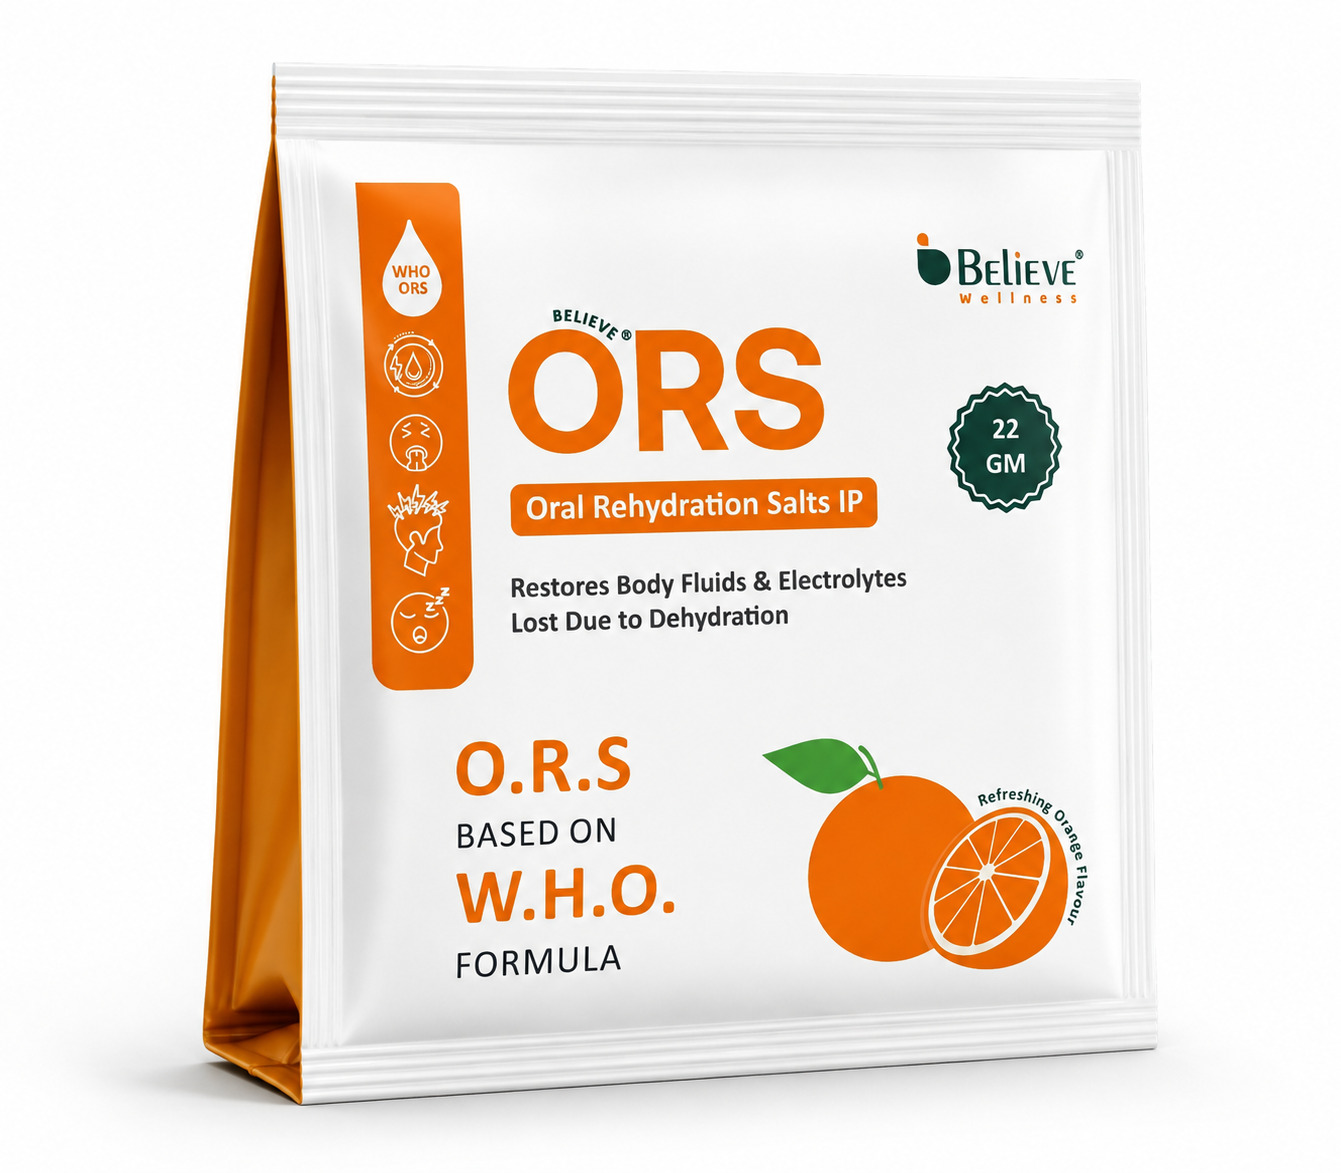 WHO
ORS
BELIEVE®
ORS
Oral Rehydration Salts IP
Restores Body Fluids & Electrolytes
Lost Due to Dehydration
BELIEVE®
Wellness
22
GM
O.R.S
BASED ON
W.H.O.
FORMULA
Refreshing Orange Flavour
zzz